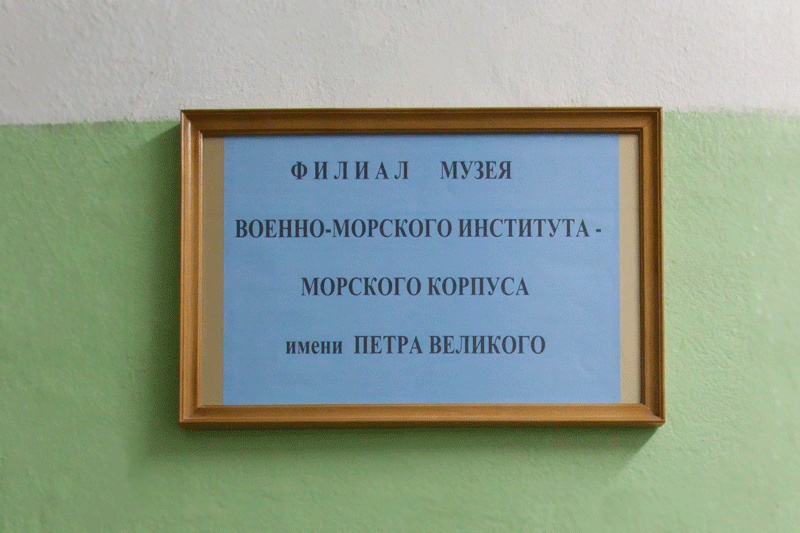 ФИЛИАЛ МУЗЕЯ
ВОЕННО-МОРСКОГО ИНСТИТУТА -
МОРСКОГО КОРПУСА
имени ПЕТРА ВЕЛИКОГО